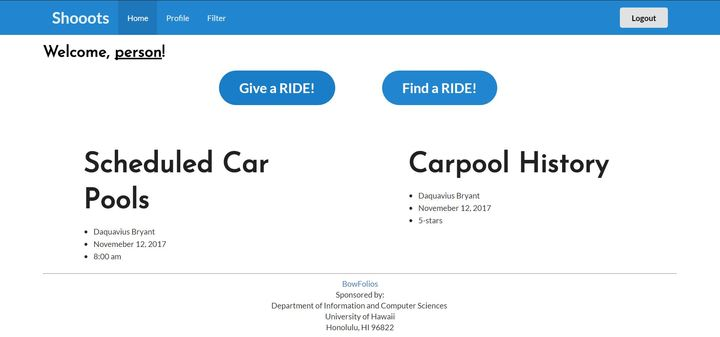 Shooots Home Profile Filter Logout
Welcome, person!
Give a RIDE! Find a RIDE!
Scheduled Car
Pools
Daquavius Bryant
Novemeber 12, 2017
8:00 am
Carpool History
Daquavius Bryant
Novemeber 12, 2017
5-stars
BowFolios
Sponsored by:
Department of Information and Computer Sciences
University of Hawaii
Honolulu, HI 96822